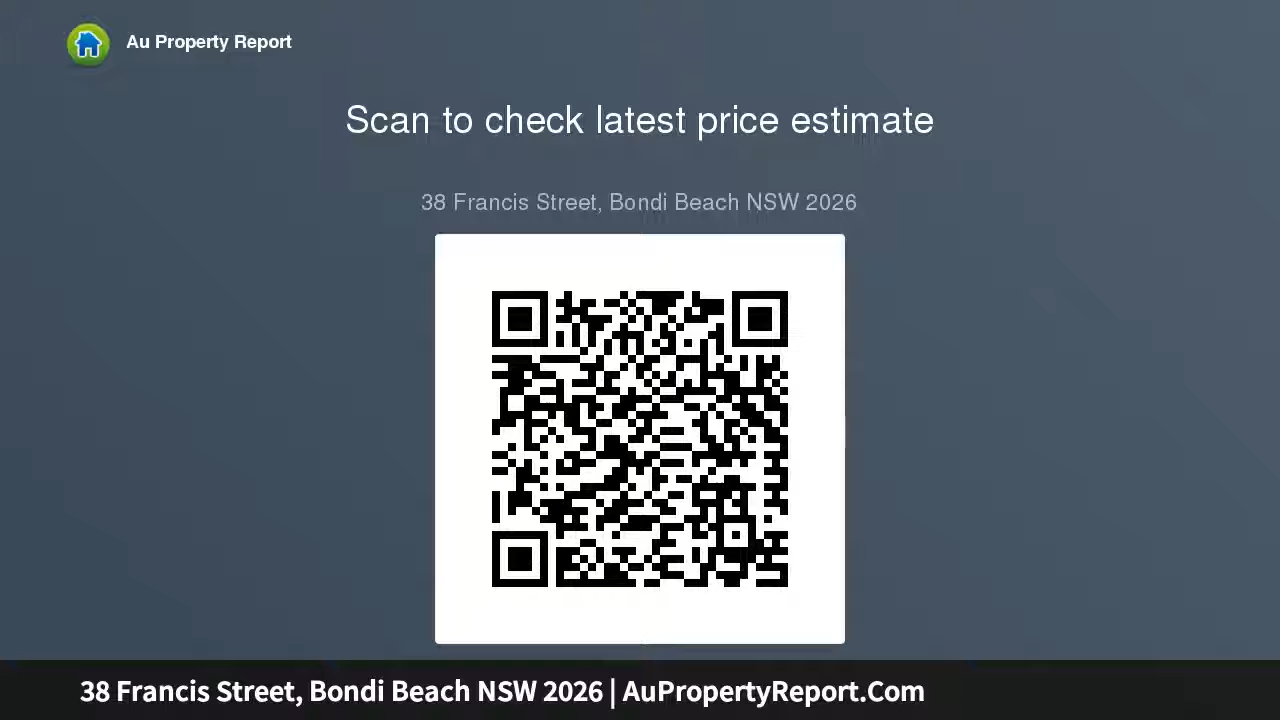 Au Property Report
Scan to check latest price estimate
38 Francis Street, Bondi Beach NSW 2026
38 Francis Street, Bondi Beach NSW 2026 | AuPropertyReport.Com